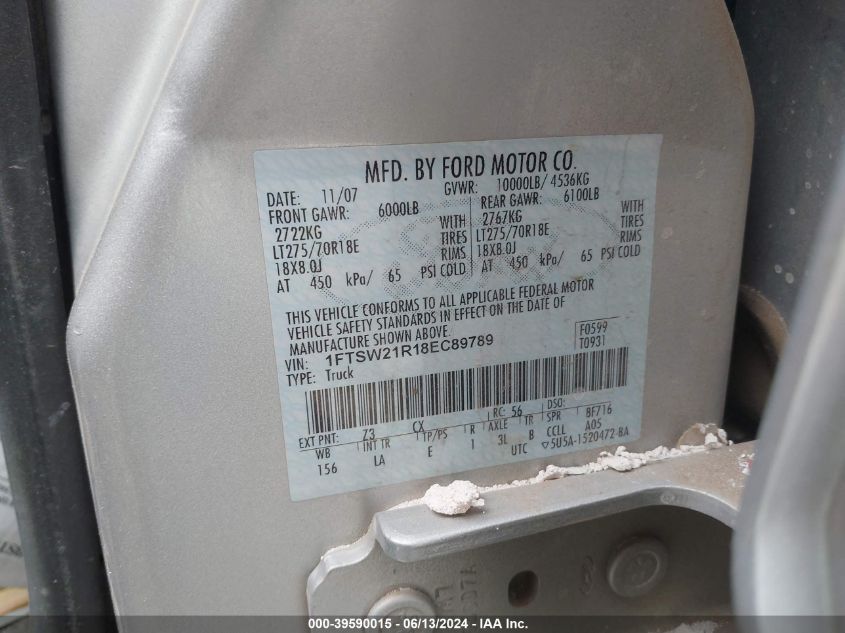 MFD. BY FORD MOTOR CO.
DATE: 11/07 GVWR: 10000LB/ 4536KG
FRONT GAWR: 6000LB REAR GAWR: 6100LB
2722KG WITH 2767KG WITH
LT275/70R18E TIRES LT275/70R18E TIRES
18X8.0J RIMS 18X8.0J RIMS
AT 450 kPa/ 65 PSI COLD AT 450 kPa/ 65 PSI COLD
THIS VEHICLE CONFORMS TO ALL APPLICABLE FEDERAL MOTOR
VEHICLE SAFETY STANDARDS IN EFFECT ON THE DATE OF
MANUFACTURE SHOWN ABOVE.
VIN: 1FTSW21R18EC89789 F0599
TYPE: Truck T0931
EXT PNT: Z3 CX RC: 56 DSO:
WB INT TR TP/PS R AXLE TR SPR 8F716
156 LA E 1 3L B CCIL A05
UTC ▽5U5A-1520472-BA
000-39590015 - 06/13/2024 - IAA Inc.